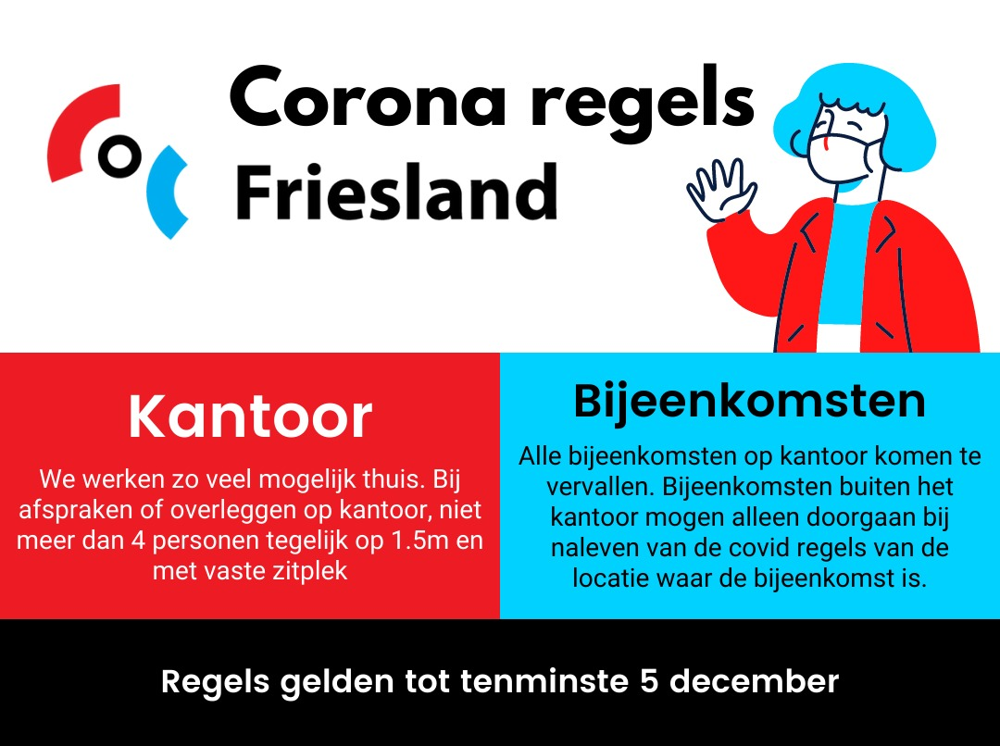 Corona regels
COC
Friesland
Kantoor
We werken zo veel mogelijk thuis. Bij
afspraken of overleggen op kantoor, niet
meer dan 4 personen tegelijk op 1.5m en
met vaste zitplek
Bijeenkomsten
Alle bijeenkomsten op kantoor komen te
vervallen. Bijeenkomsten buiten het
kantoor mogen alleen doorgaan bij
naleven van de covid regels van de
locatie waar de bijeenkomst is.
Regels gelden tot tenminste 5 december